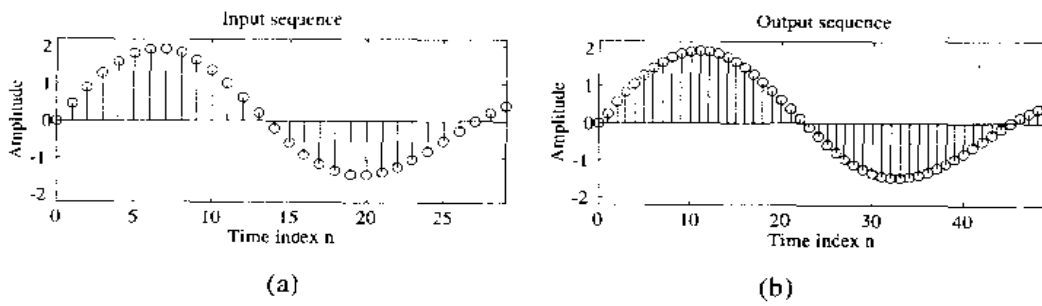 Input sequence
2
1
0
-1
-2
Amplitude
0 5 10 15 20 25
Time index n
(a)
Output sequence
2
1
0
-1
-2
Amplitude
0 10 20 30 40
Time index n
(b)